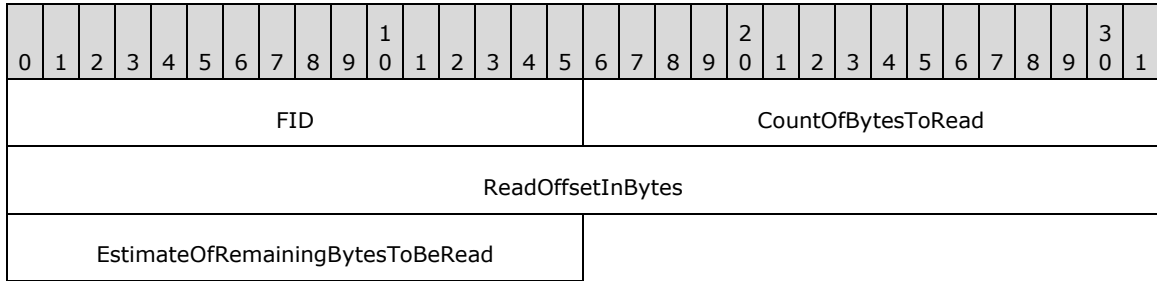 1 2 3
0 1 2 3 4 5 6 7 8 9 0 1 2 3 4 5 6 7 8 9 0 1 2 3 4 5 6 7 8 9 0 1
FID CountOfBytesToRead
ReadOffsetInBytes
EstimateOfRemainingBytesToBeRead